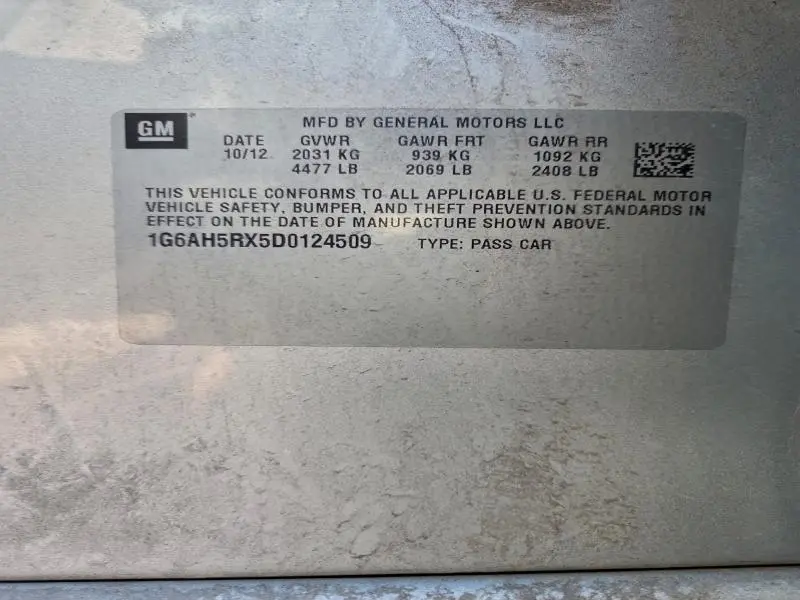 GM
MFD BY GENERAL MOTORS LLC
DATE GVWR GAWR FRT GAWR RR
10/12 2031 KG 939 KG 1092 KG
4477 LB 2069 LB 2408 LB
THIS VEHICLE CONFORMS TO ALL APPLICABLE U.S. FEDERAL MOTOR
VEHICLE SAFETY, BUMPER, AND THEFT PREVENTION STANDARDS IN
EFFECT ON THE DATE OF MANUFACTURE SHOWN ABOVE.
1G6AH5RX5D0124509 TYPE: PASS CAR